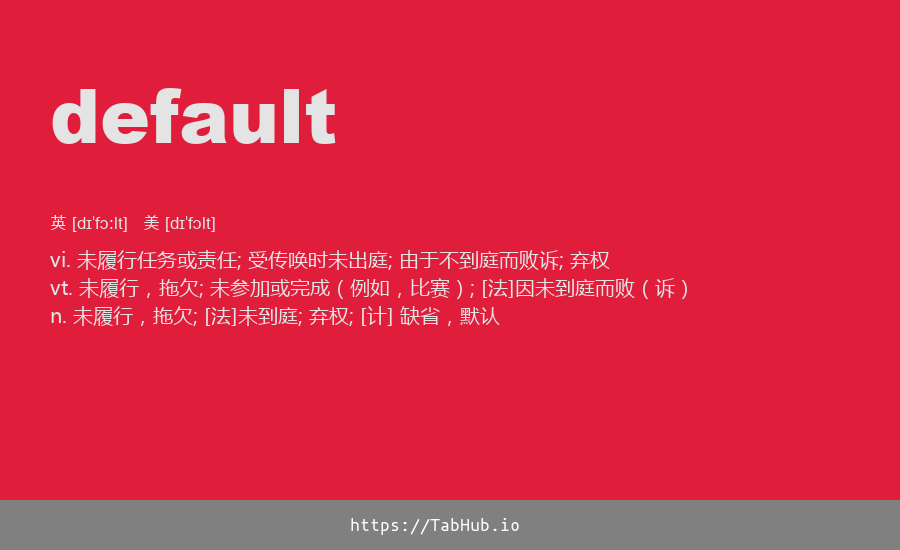 default
英 [dɪ'fɔːlt] 美 [dɪ'fɔlt]
vi. 未履行任务或责任; 受传唤时未出庭; 由于不到庭而败诉; 弃权
vt. 未履行，拖欠; 未参加或完成（例如，比赛）; [法]因未到庭而败（诉）
n. 未履行，拖欠; [法]未到庭; 弃权; [计] 缺省，默认
https://TabHub.io